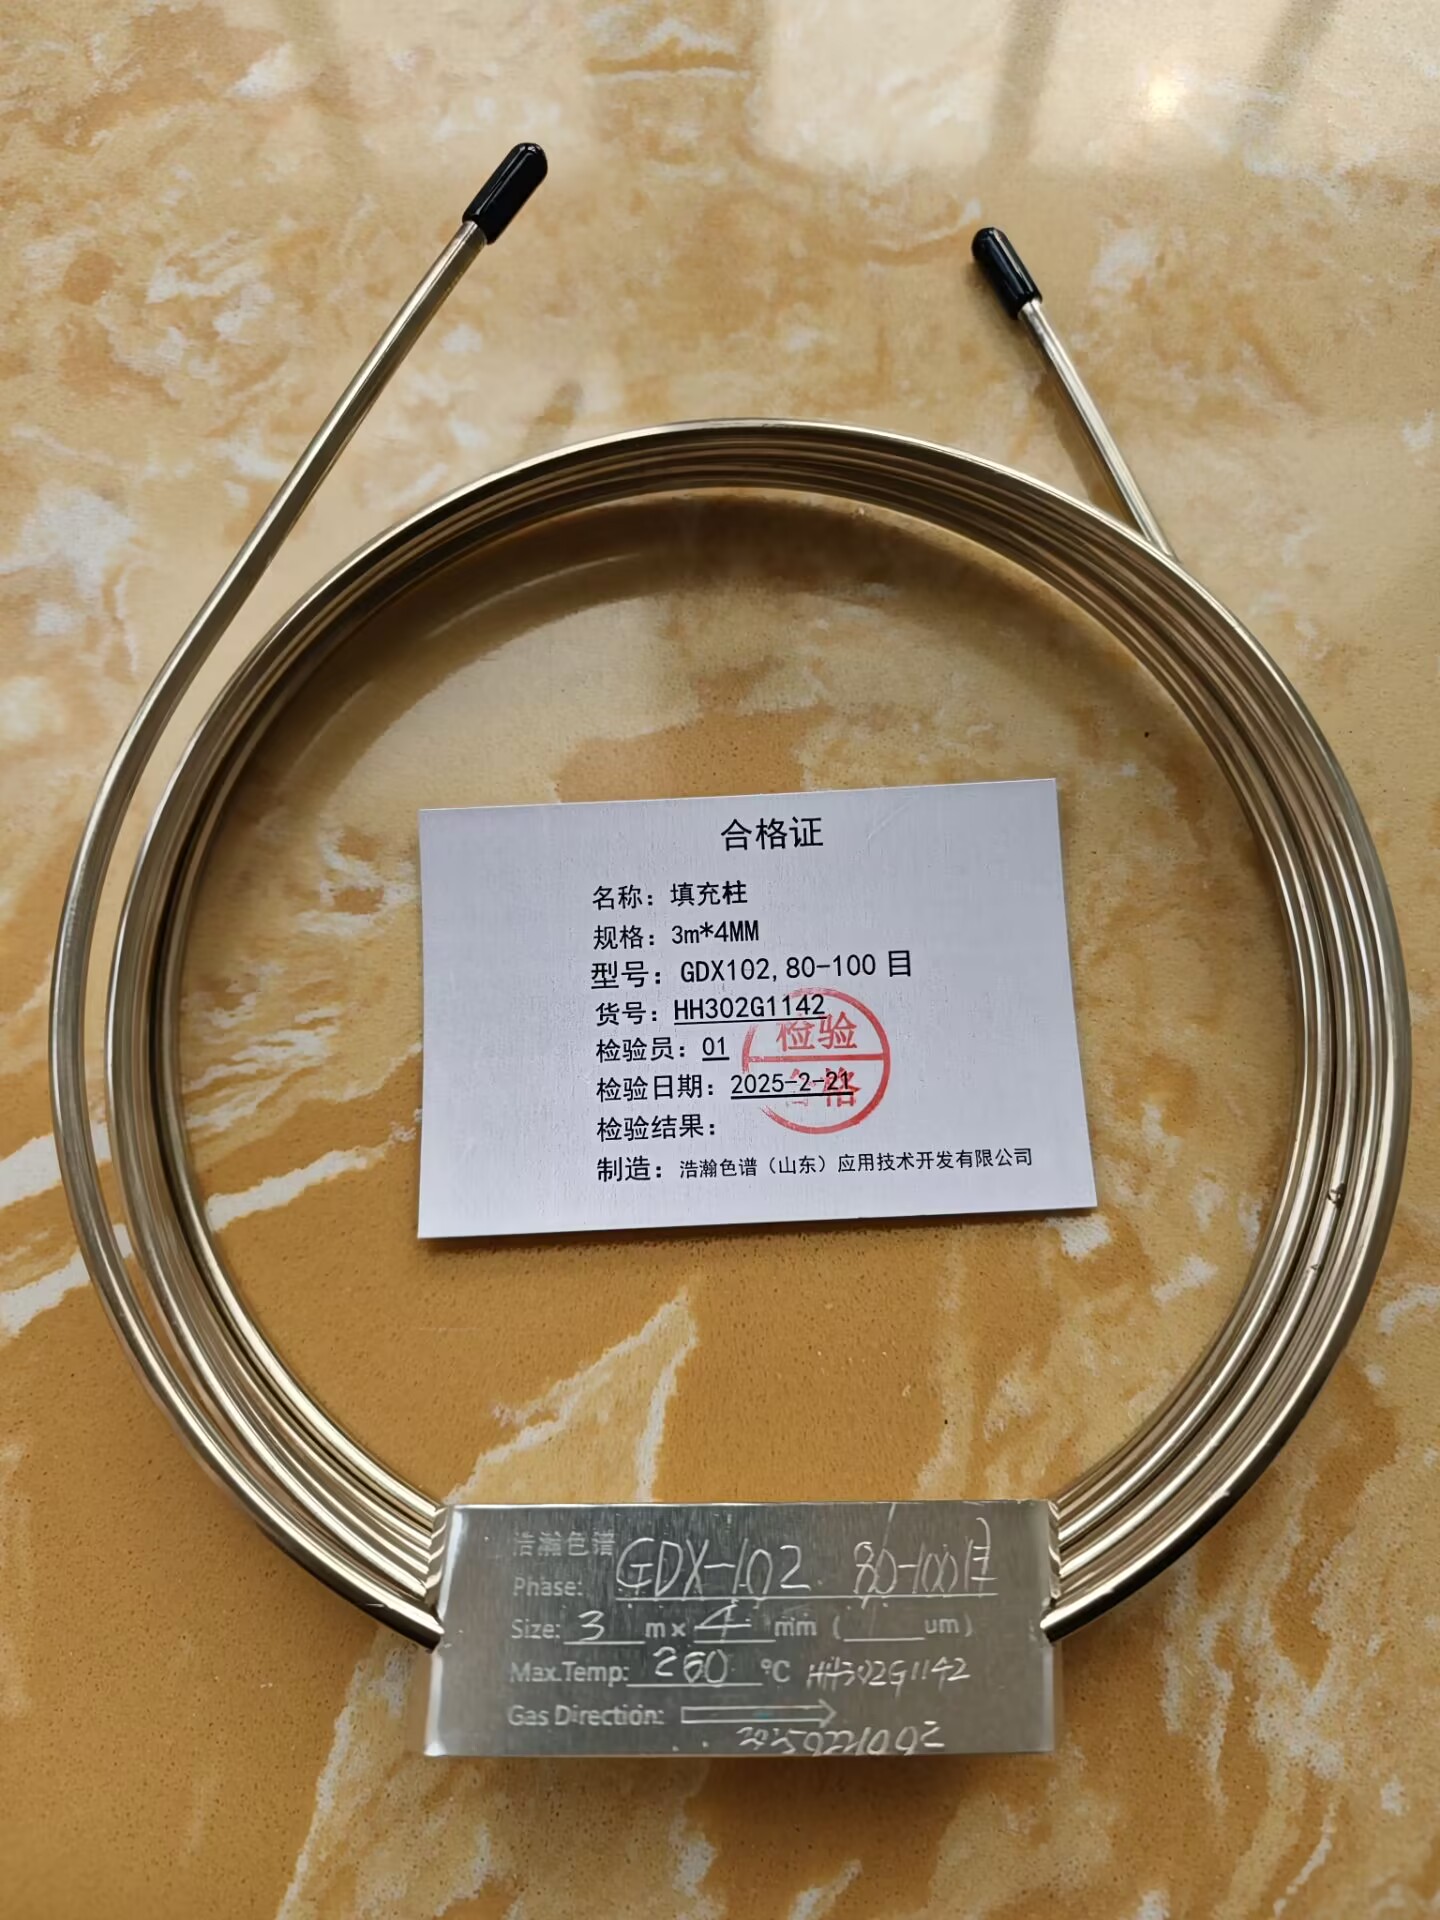 合格证
名称：填充柱
规格：3m*4MM
型号：GDX102,80-100 目
货号：HH302G1142
检验员：01
检验日期：2025-2-21
检验结果：
检验
合格
制造：浩瀚色谱（山东）应用技术开发有限公司
浩瀚色谱
Phase: GDX-102 80-100目
Size: 3 m x 4 mm ( / um )
Max.Temp: 260 ℃ HH302G1142
Gas Direction: